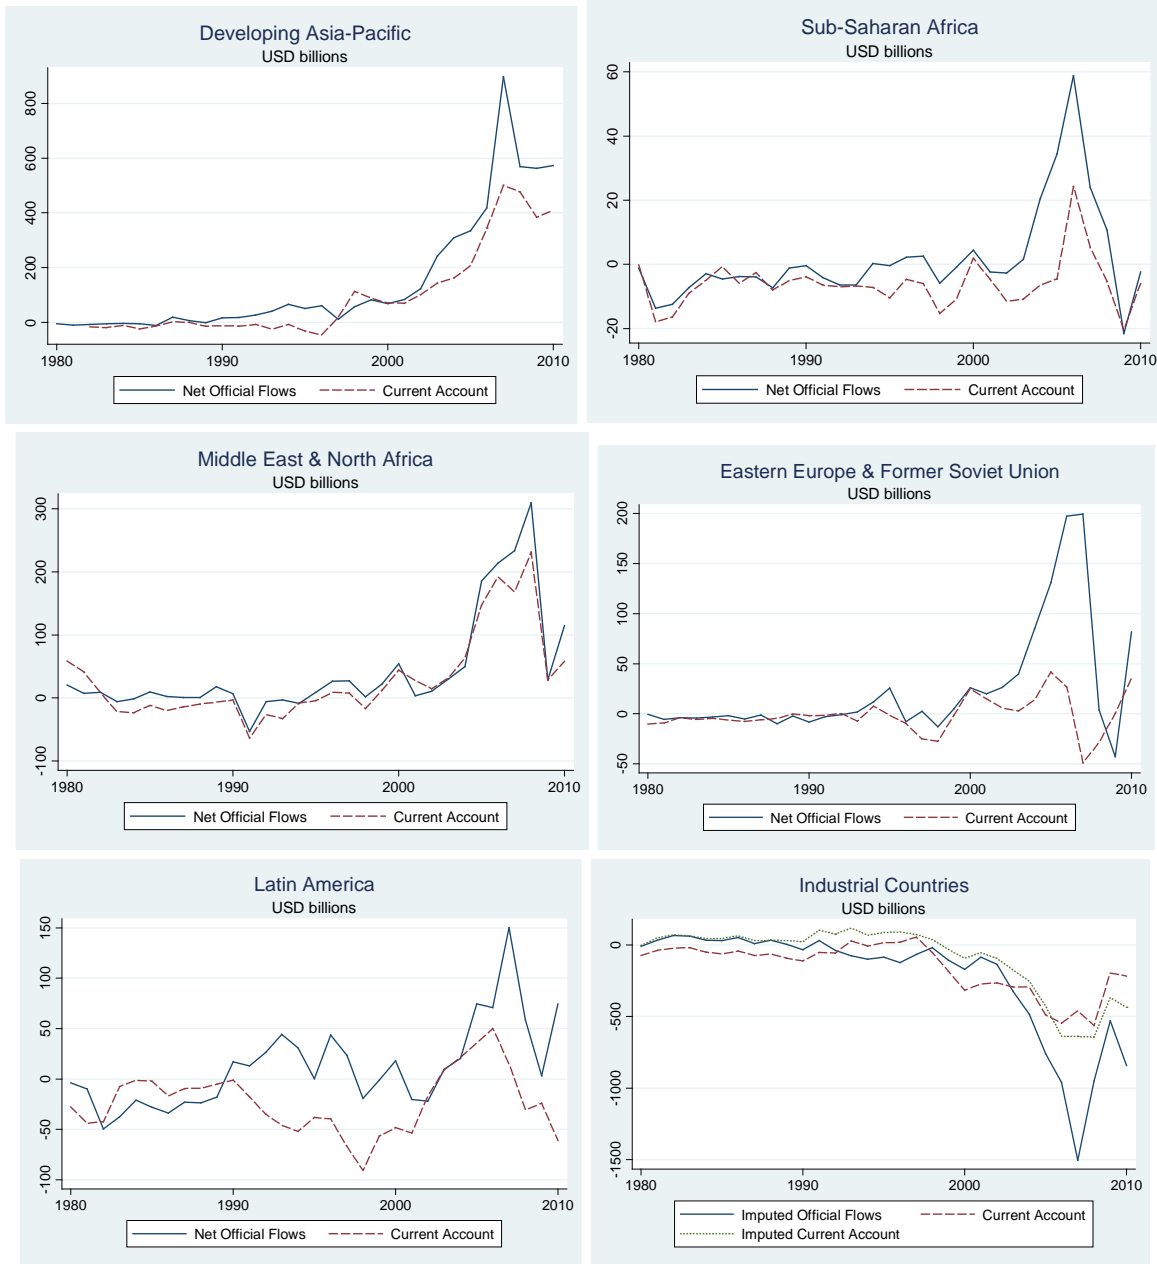 Developing Asia-Pacific
USD billions
800
600
400
200
0
1980
1990
2000
2010
Net Official Flows
Current Account
Sub-Saharan Africa
USD billions
60
40
20
0
-20
1980
1990
2000
2010
Net Official Flows
Current Account
Middle East & North Africa
USD billions
300
200
100
0
-100
1980
1990
2000
2010
Net Official Flows
Current Account
Eastern Europe & Former Soviet Union
USD billions
200
150
100
50
0
-50
1980
1990
2000
2010
Net Official Flows
Current Account
Latin America
USD billions
150
100
50
0
-50
-100
1980
1990
2000
2010
Net Official Flows
Current Account
Industrial Countries
USD billions
0
-500
-1000
-1500
1980
1990
2000
2010
Imputed Official Flows
Current Account
Imputed Current Account